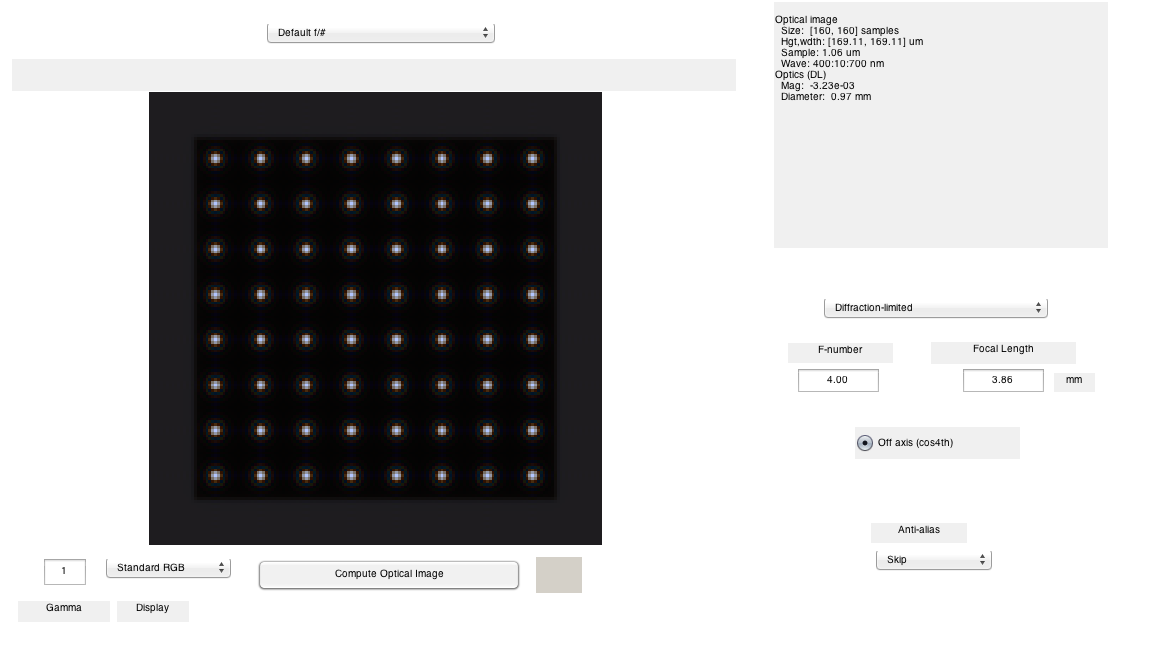 Default f/#
Optical image
Size: [160, 160] samples
Hgt,wdth: [169.11, 169.11] um
Sample: 1.06 um
Wave: 400:10:700 nm
Optics (DL)
Mag: -3.23e-03
Diameter: 0.97 mm
Diffraction-limited
F-number
Focal Length
4.00
3.86
mm
Off axis (cos4th)
Anti-alias
Skip
1
Standard RGB
Compute Optical Image
Gamma
Display